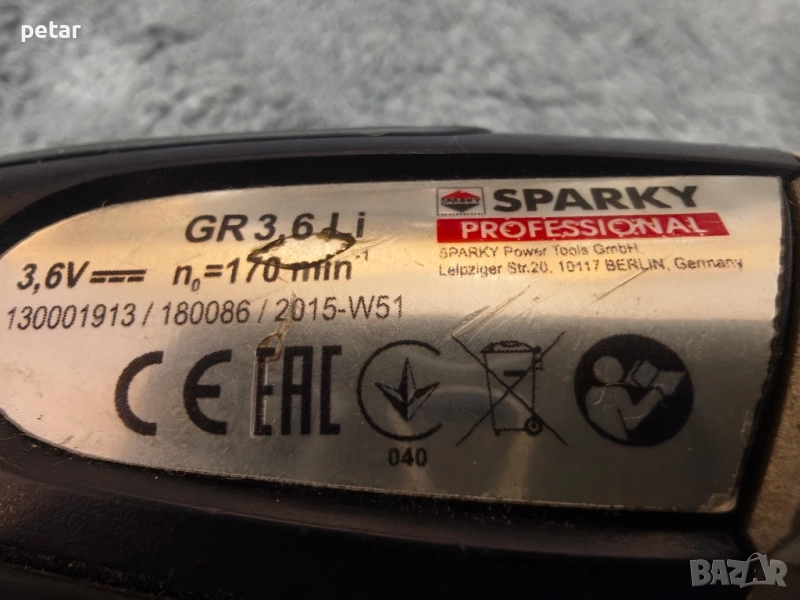 petar
SPARKY
PROFESSIONAL
SPARKY Power Tools GmbH
Leipziger Str.20, 10117 BERLIN, Germany
GR 3,6 Li
3,6V n₀=170 min⁻¹
130001913 / 180086 / 2015-W51
CE EAC
040
BAZAR